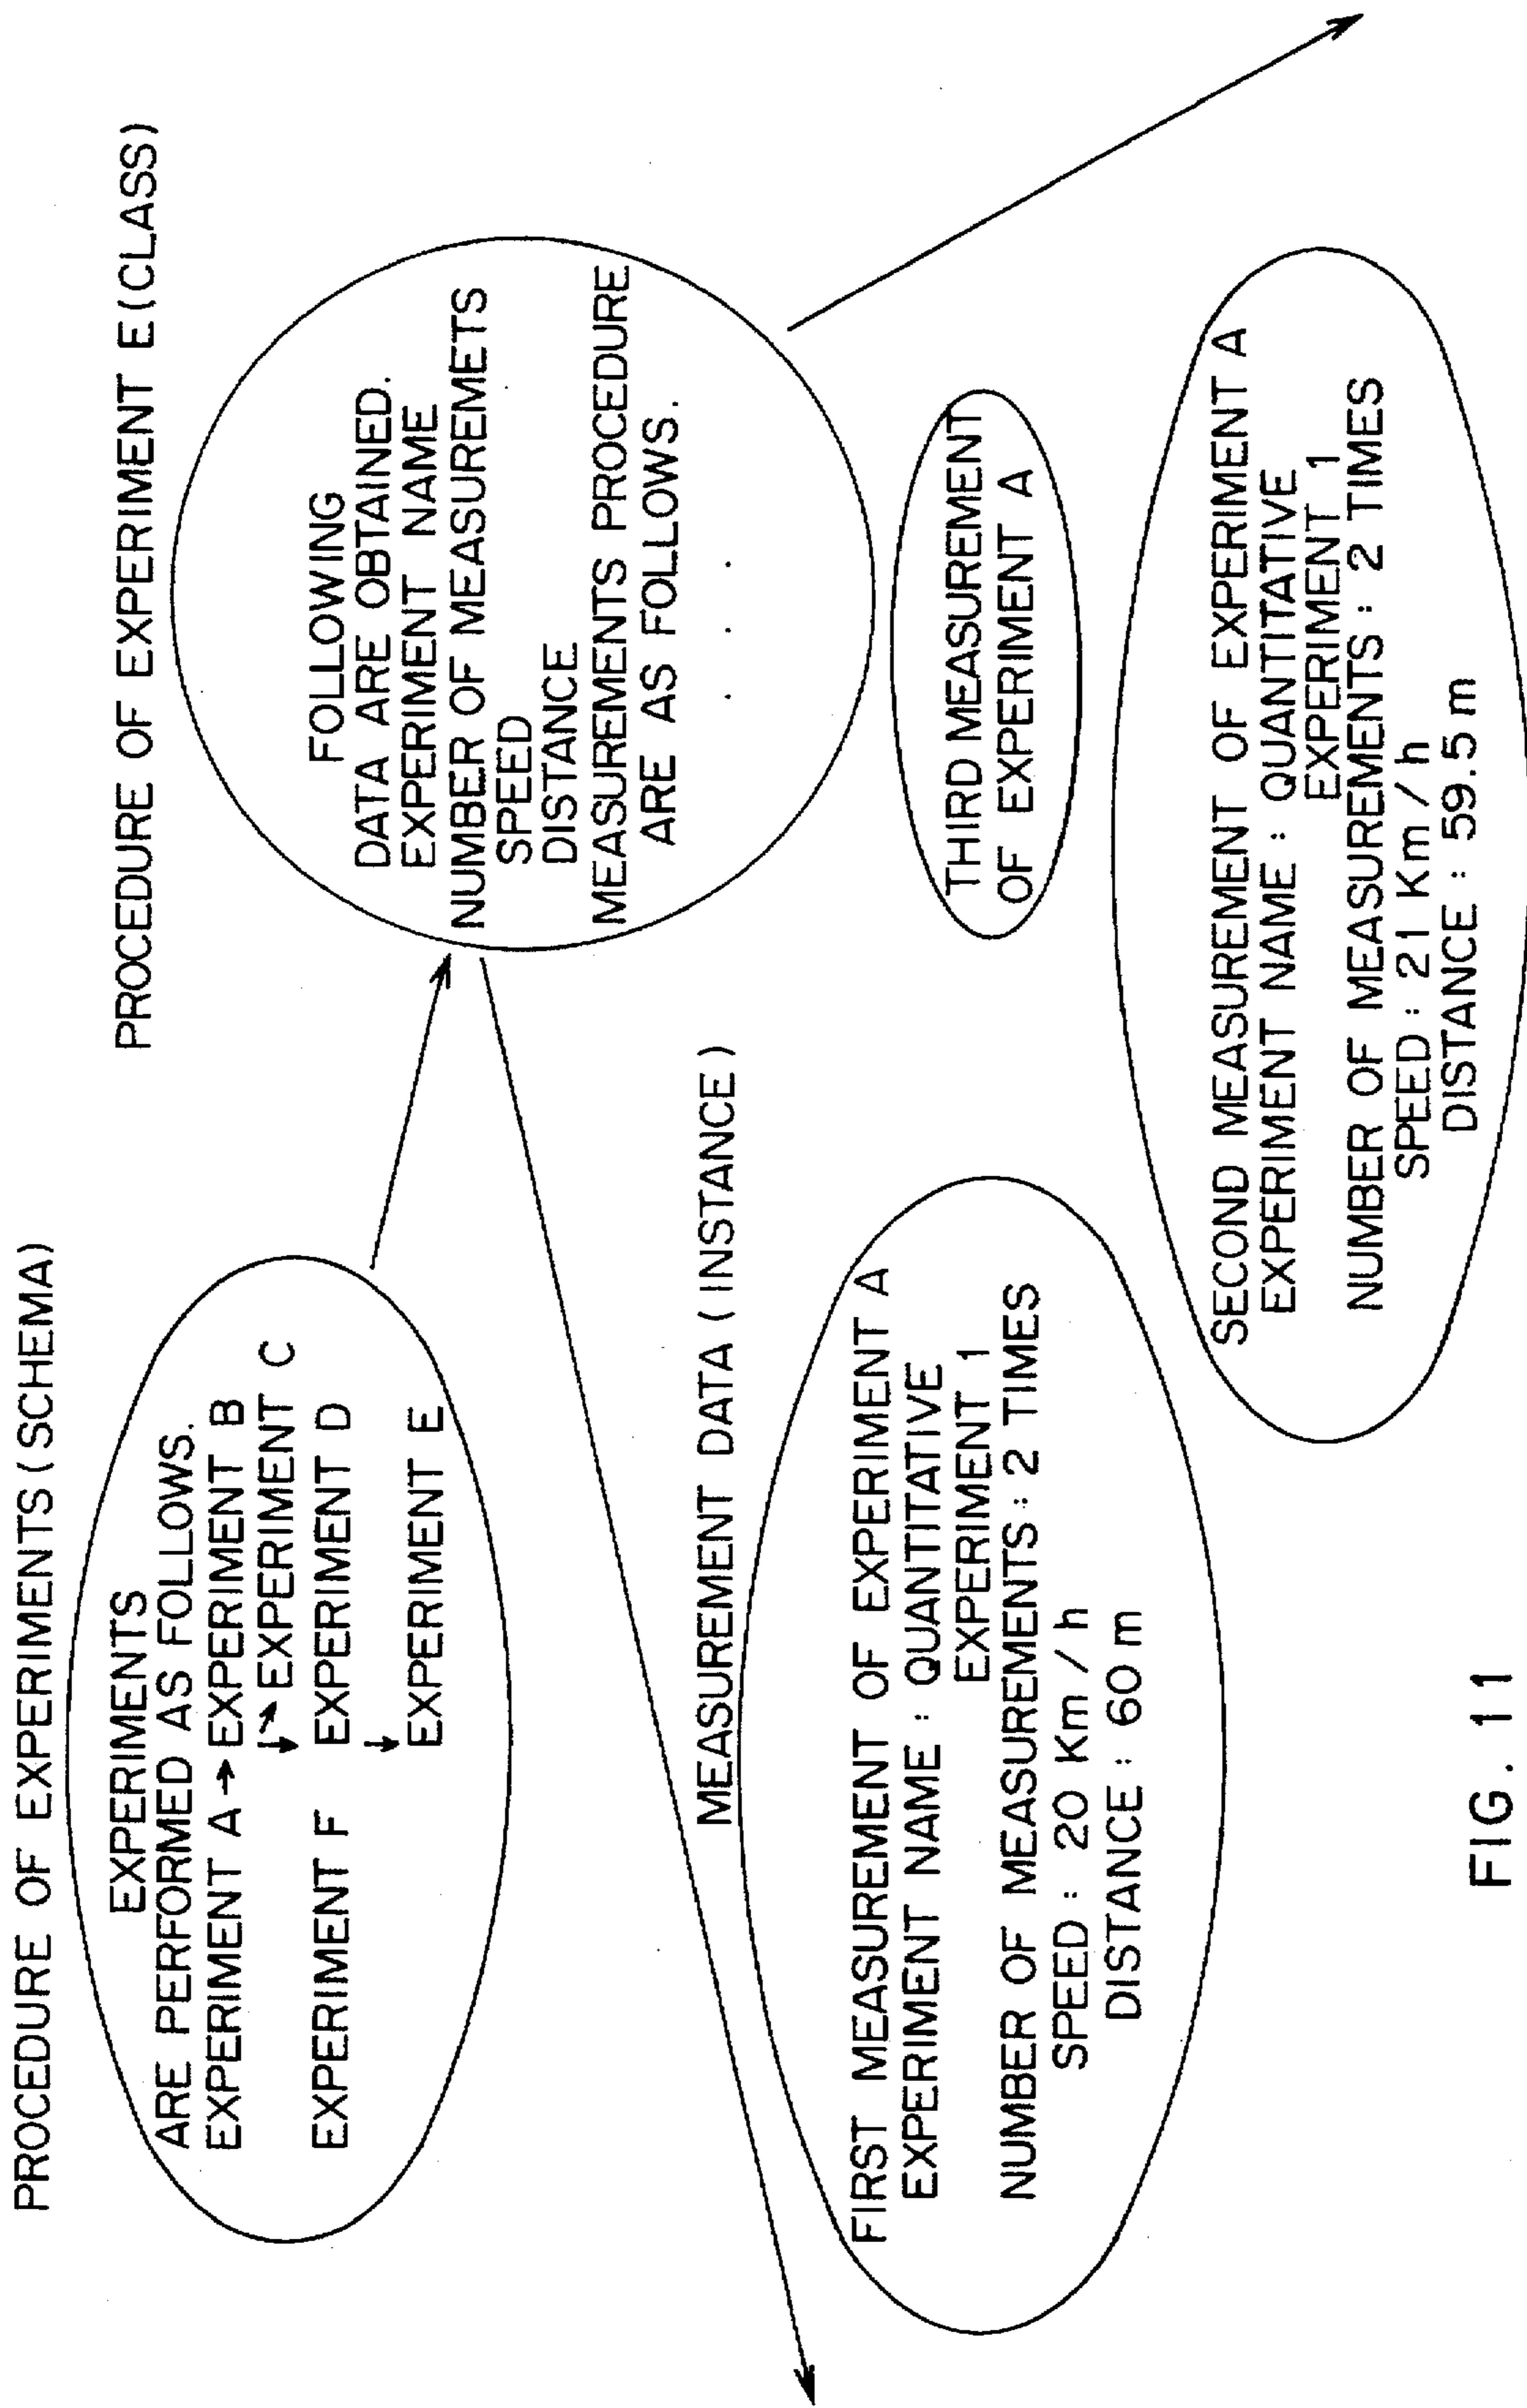 PROCEDURE OF EXPERIMENTS (SCHEMA)
EXPERIMENTS
ARE PERFORMED AS FOLLOWS.
EXPERIMENT A → EXPERIMENT B
↓ ↗ EXPERIMENT C
EXPERIMENT F EXPERIMENT D
↓
EXPERIMENT E
PROCEDURE OF EXPERIMENT E (CLASS)
FOLLOWING
DATA ARE OBTAINED.
EXPERIMENT NAME
NUMBER OF MEASUREMETS
SPEED
DISTANCE
MEASUREMENTS PROCEDURE
ARE AS FOLLOWS.
. . .
MEASUREMENT DATA (INSTANCE)
FIRST MEASUREMENT OF EXPERIMENT A
EXPERIMENT NAME : QUANTITATIVE
EXPERIMENT 1
NUMBER OF MEASUREMENTS : 2 TIMES
SPEED : 20 Km / h
DISTANCE : 60 m
THIRD MEASUREMENT
OF EXPERIMENT A
SECOND MEASUREMENT OF EXPERIMENT A
EXPERIMENT NAME : QUANTITATIVE
EXPERIMENT 1
NUMBER OF MEASUREMENTS : 2 TIMES
SPEED : 21 Km / h
DISTANCE : 59.5 m
FIG. 11